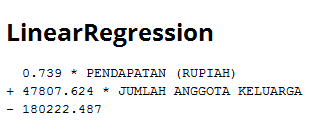 LinearRegression
0.739 * PENDAPATAN (RUPIAH)
+ 47807.624 * JUMLAH ANGGOTA KELUARGA
- 180222.487